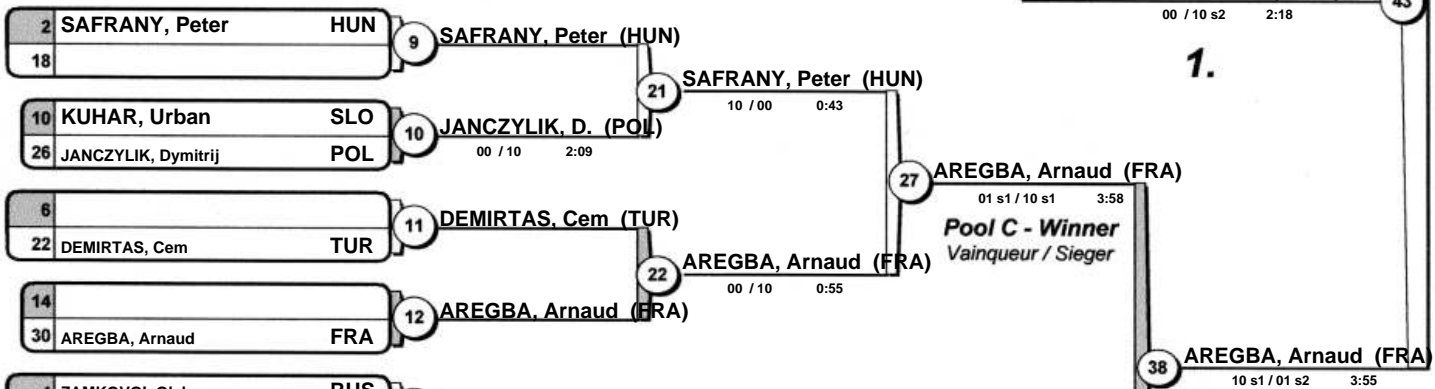 2 SAFRANY, Peter HUN
18
9 SAFRANY, Peter (HUN)
10 KUHAR, Urban SLO
26 JANCZYLIK, Dymitrij POL
10 JANCZYLIK, D. (POL)
00 / 10 2:09
21 SAFRANY, Peter (HUN)
10 / 00 0:43
6
22 DEMIRTAS, Cem TUR
11 DEMIRTAS, Cem (TUR)
14
30 AREGBA, Arnaud FRA
12 AREGBA, Arnaud (FRA)
22 AREGBA, Arnaud (FRA)
00 / 10 0:55
27 AREGBA, Arnaud (FRA)
01 s1 / 10 s1 3:58
Pool C - Winner
Vainqueur / Sieger
00 / 10 s2 2:18
43
1.
38 AREGBA, Arnaud (FRA)
10 s1 / 01 s2 3:55
RUS